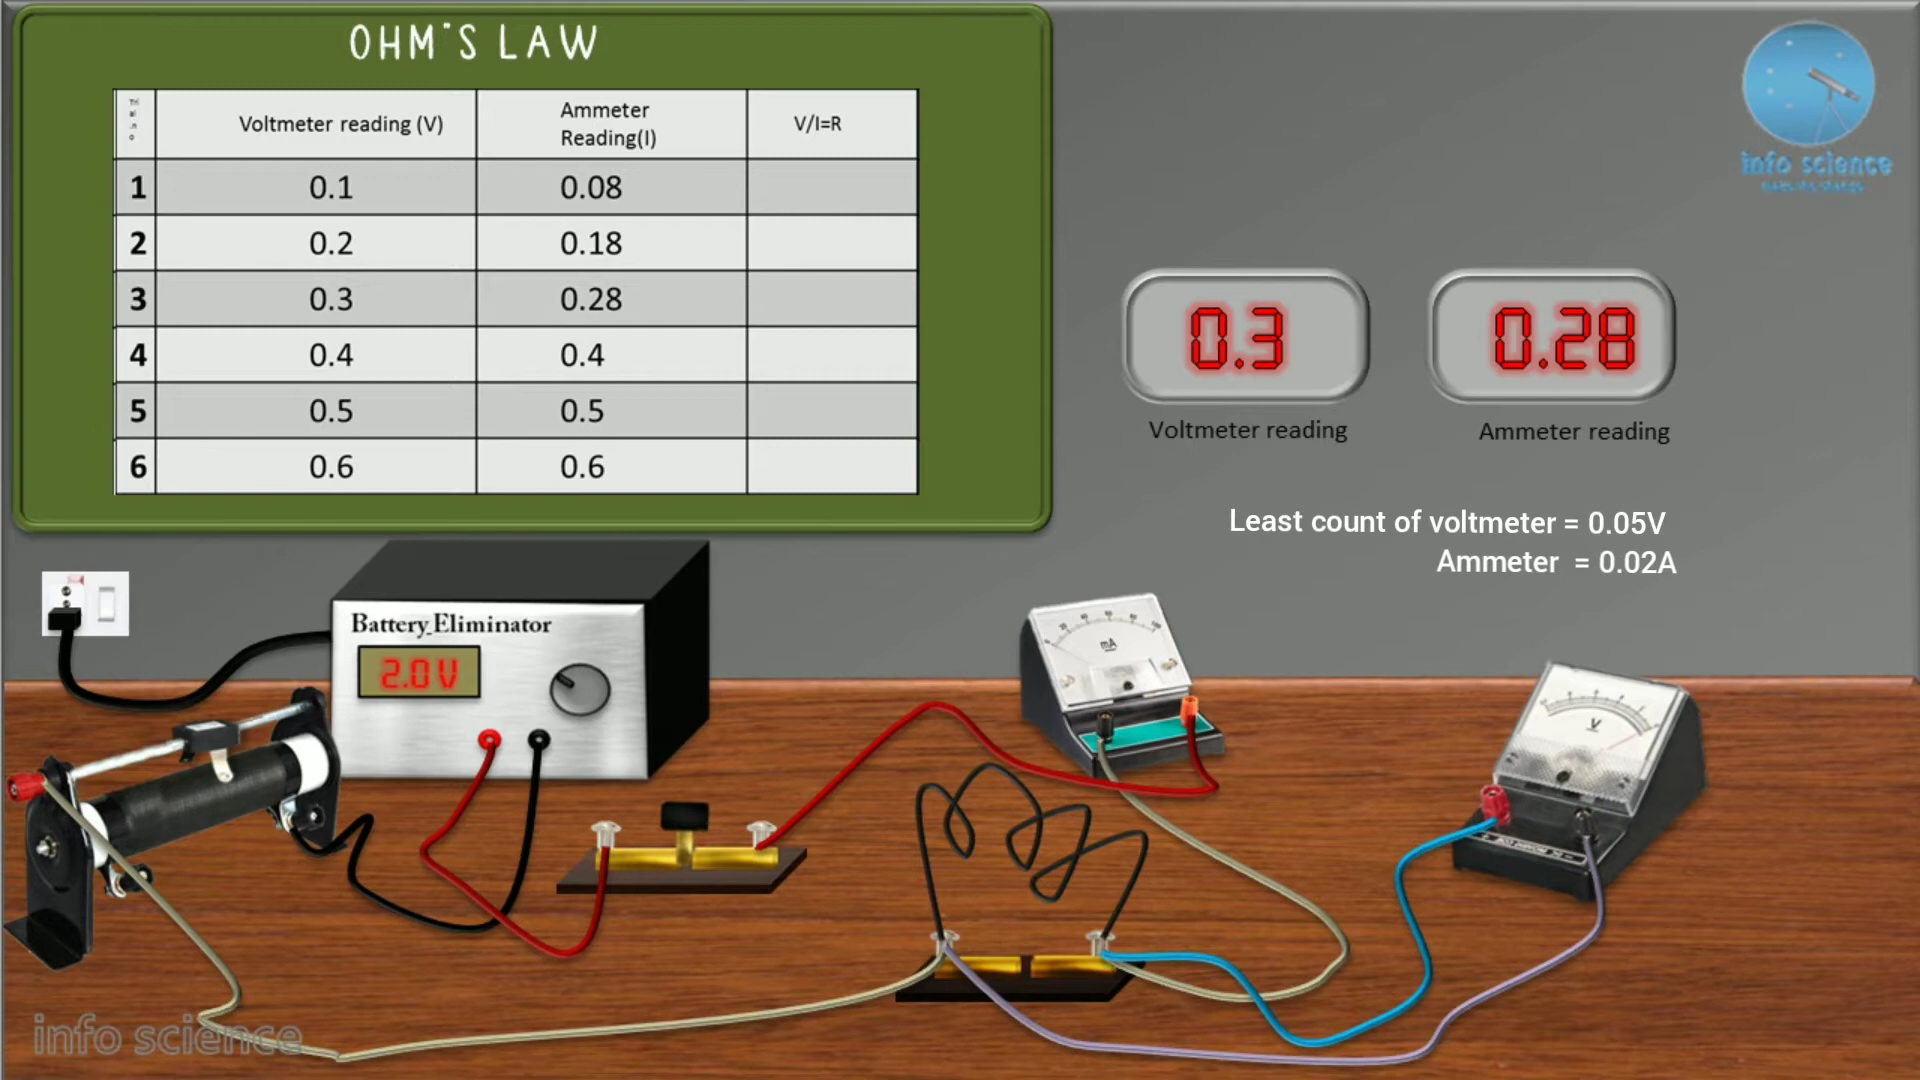 OHM"S LAW
Tri
al
.n
o
Voltmeter reading (V)
Ammeter
Reading(I)
V/I=R
1 0.1 0.08
2 0.2 0.18
3 0.3 0.28
4 0.4 0.4
5 0.5 0.5
6 0.6 0.6
info science
0.3
0.28
Voltmeter reading
Ammeter reading
Least count of voltmeter = 0.05V
Ammeter = 0.02A
Battery Eliminator
2.0 V
mA
V
info science